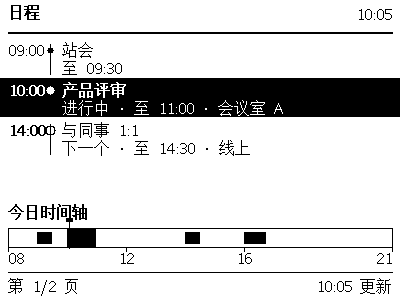 日程 10:05
09:00 站会
至 09:30
10:00 产品评审
进行中 · 至 11:00 · 会议室 A
14:00 与同事 1:1
下一个 · 至 14:30 · 线上
今日时间轴
08 12 16 21
第 1/2 页 10:05 更新